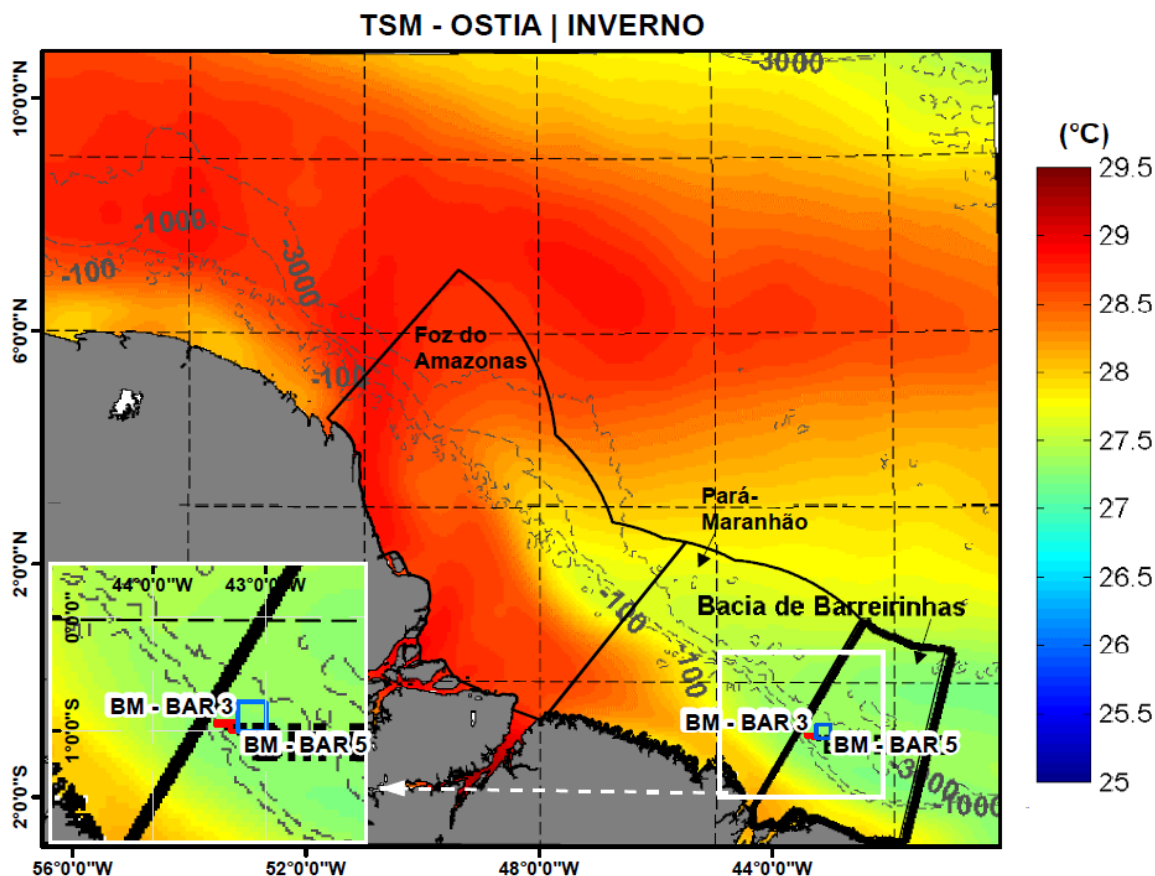 TSM - OSTIA | INVERNO
10°0'0"N
6°0'0"N
2°0'0"N
2°0'0"S
-3000
-1000
-3000
-100
-100
Foz do
Amazonas
Pará-
Maranhão
-100
Bacia de Barreirinhas
-100
BM - BAR 3
BM - BAR 5
-3000
-1000
44°0'0"W
43°0'0"W
0°0'0"
1°0'0"S
BM - BAR 3
BM - BAR 5
56°0'0"W
52°0'0"W
48°0'0"W
44°0'0"W
(°C)
29.5
29
28.5
28
27.5
27
26.5
26
25.5
25